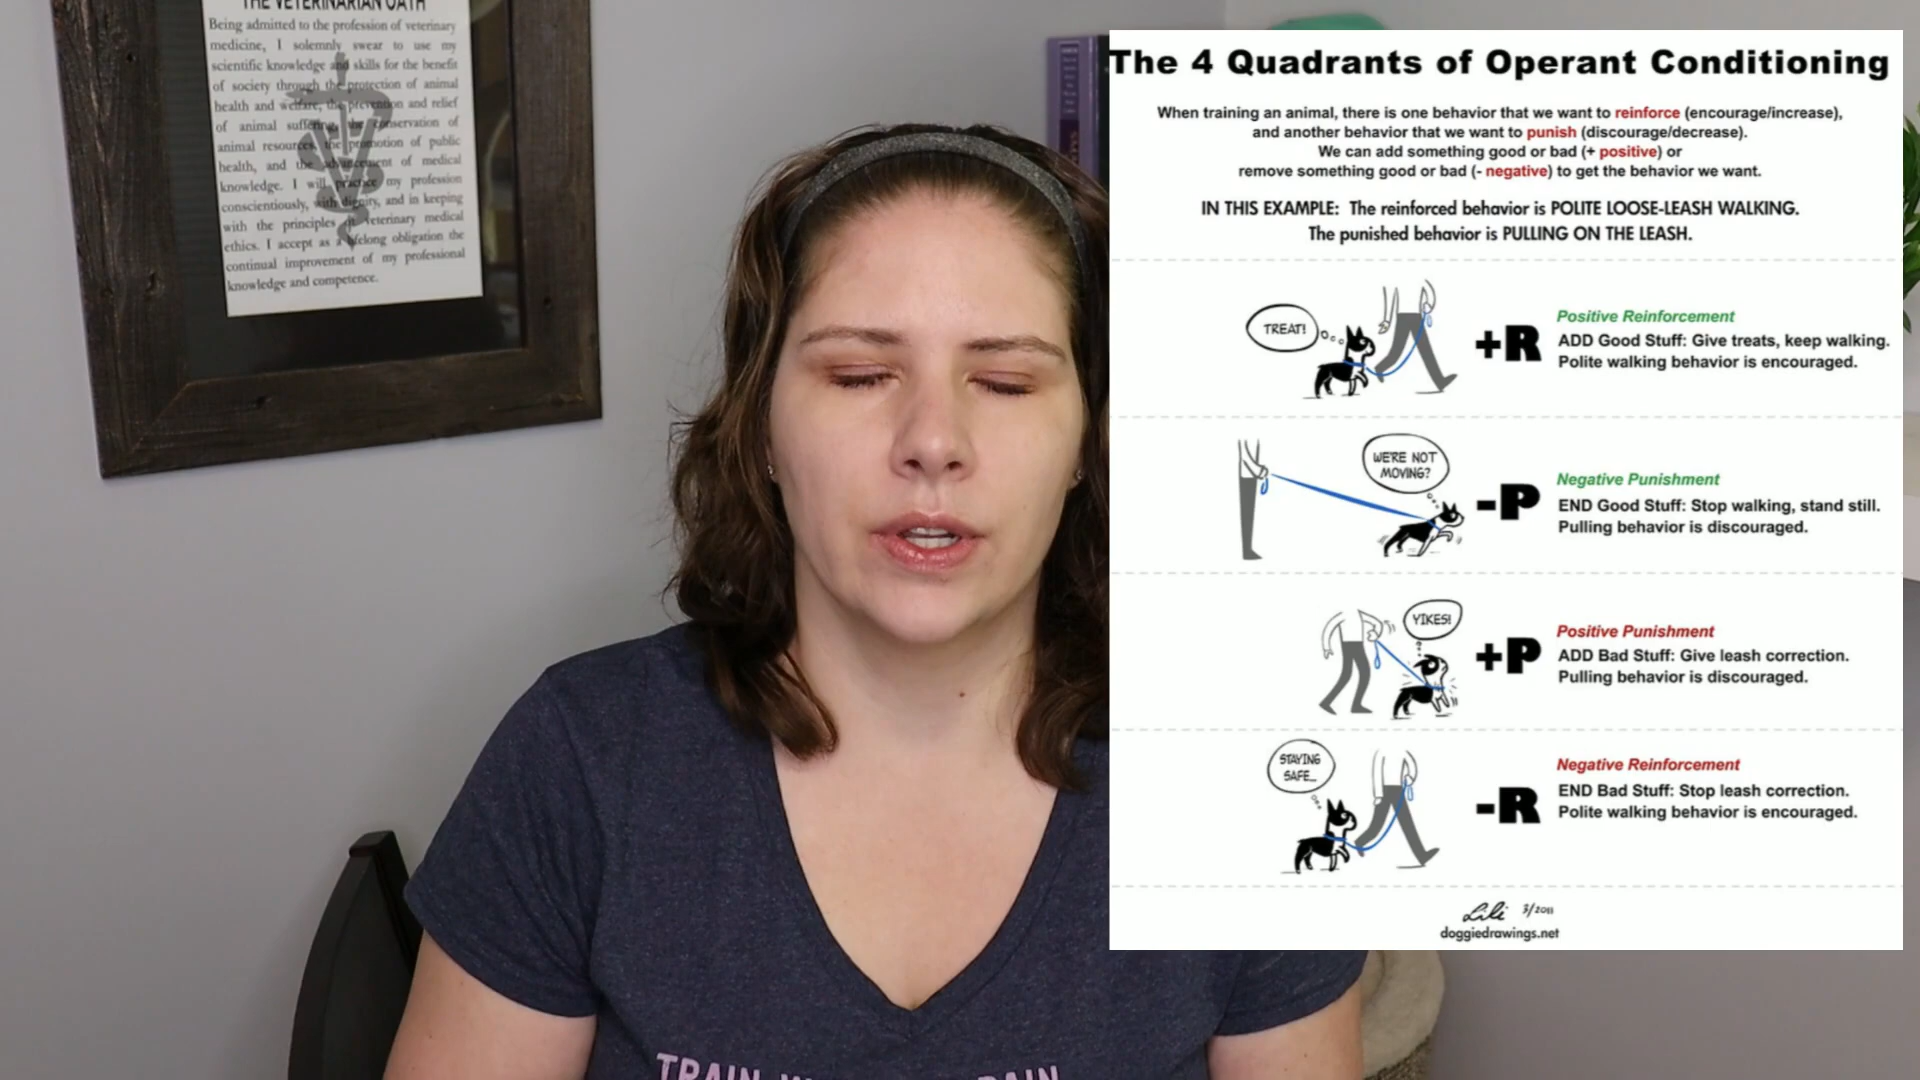 THE VETERINARIAN OATH
Being admitted to the profession of veterinary
medicine, I solemnly swear to use my
scientific knowledge and skills for the benefit
of society through the protection of animal
health and welfare, the prevention and relief
of animal suffering, the conservation of
animal resources, the promotion of public
health, and the advancement of medical
knowledge. I will practice my profession
conscientiously, with dignity, and in keeping
with the principles of veterinary medical
ethics. I accept as a lifelong obligation the
continual improvement of my professional
knowledge and competence.
The 4 Quadrants of Operant Conditioning
When training an animal, there is one behavior that we want to reinforce (encourage/increase),
and another behavior that we want to punish (discourage/decrease).
We can add something good or bad (+ positive) or
remove something good or bad (- negative) to get the behavior we want.
IN THIS EXAMPLE: The reinforced behavior is POLITE LOOSE-LEASH WALKING.
The punished behavior is PULLING ON THE LEASH.
TREAT!
+R
Positive Reinforcement
ADD Good Stuff: Give treats, keep walking.
Polite walking behavior is encouraged.
WE'RE NOT
MOVING?
-P
Negative Punishment
END Good Stuff: Stop walking, stand still.
Pulling behavior is discouraged.
YIKES!
+P
Positive Punishment
ADD Bad Stuff: Give leash correction.
Pulling behavior is discouraged.
STAYING
SAFE...
-R
Negative Reinforcement
END Bad Stuff: Stop leash correction.
Polite walking behavior is encouraged.
Lili 3/2011
doggiedrawings.net
TRAIN